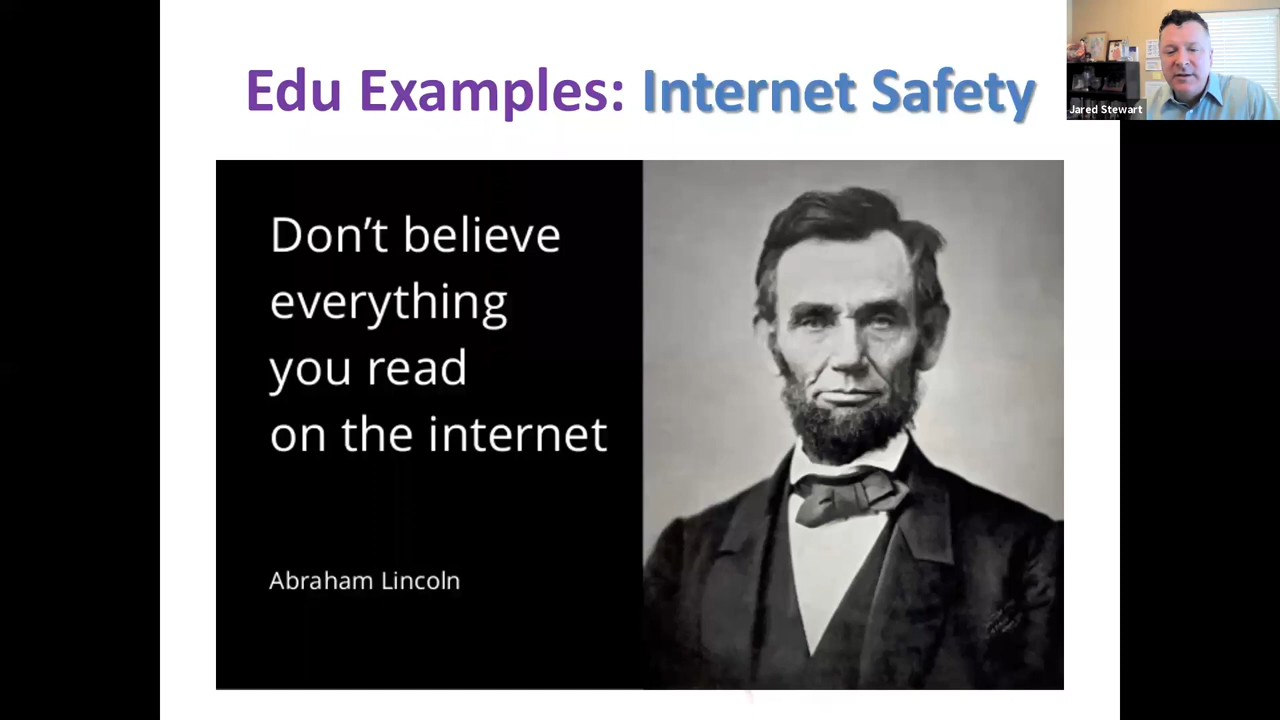 Edu Examples: Internet Safety
Jared Stewart
Don’t believe
everything
you read
on the internet
Abraham Lincoln